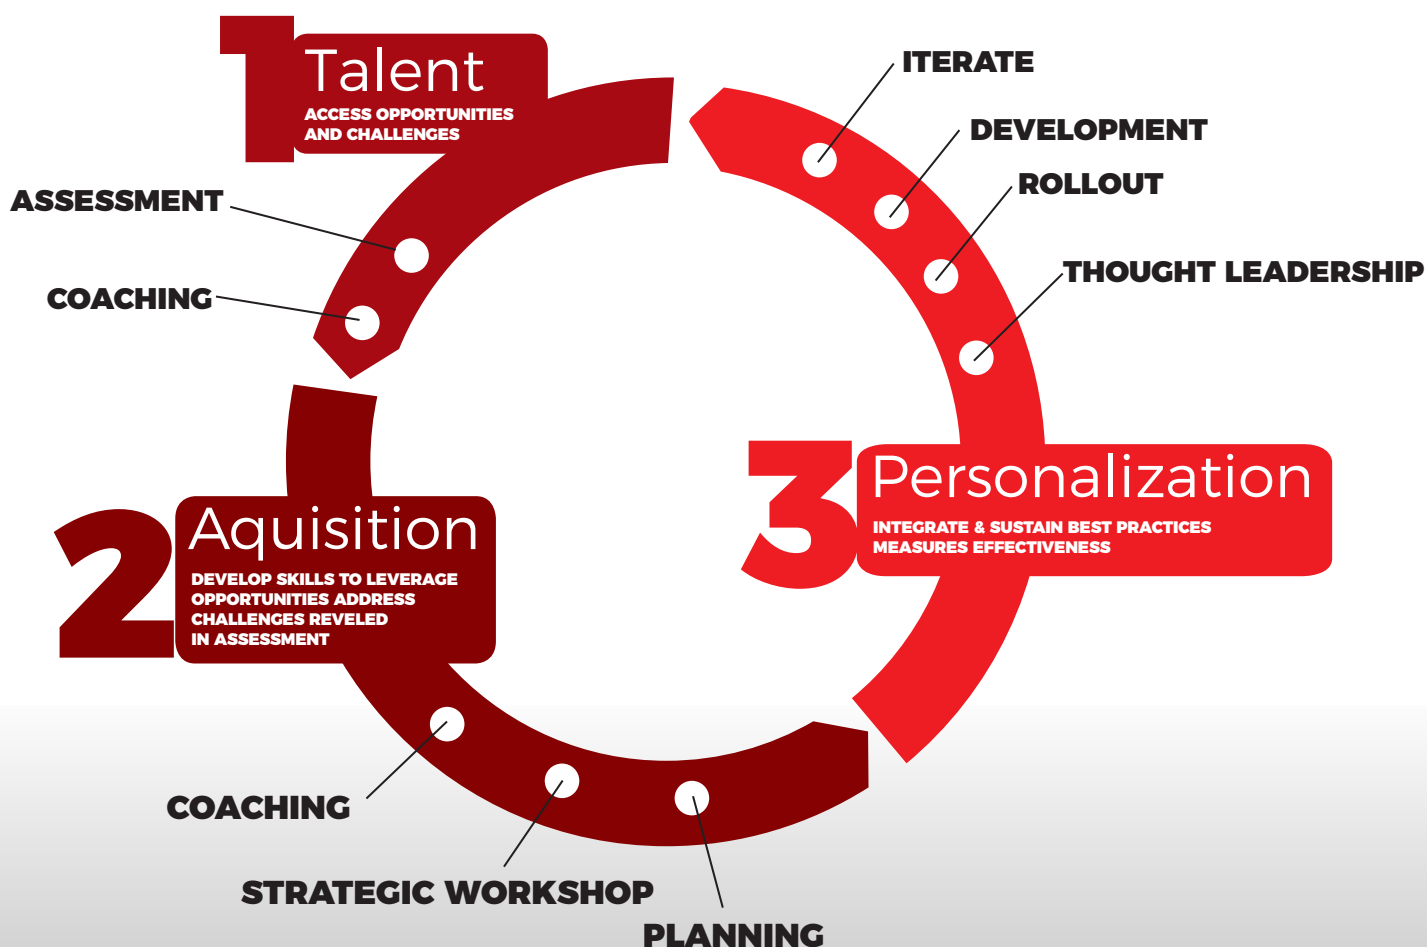 1
Talent
ACCESS OPPORTUNITIES
AND CHALLENGES
ASSESSMENT
COACHING
2
Aquisition
DEVELOP SKILLS TO LEVERAGE
OPPORTUNITIES ADDRESS
CHALLENGES REVELED
IN ASSESSMENT
COACHING
STRATEGIC WORKSHOP
PLANNING
3
Personalization
INTEGRATE & SUSTAIN BEST PRACTICES
MEASURES EFFECTIVENESS
ITERATE
DEVELOPMENT
ROLLOUT
THOUGHT LEADERSHIP